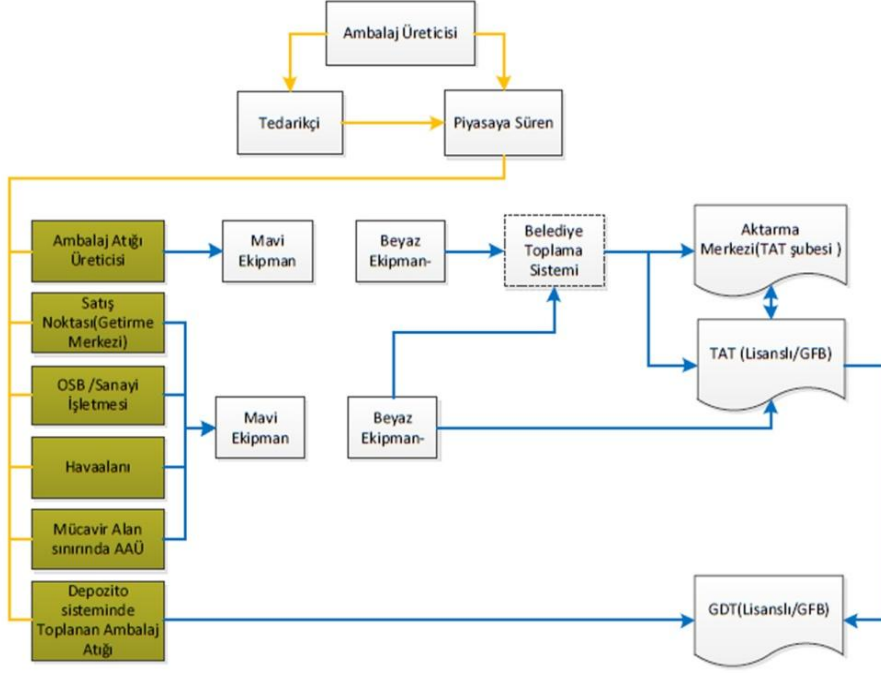 Ambalaj Üreticisi
Tedarikçi
Piyasaya Süren
Ambalaj Atığı
Üreticisi
Mavi
Ekipman
Beyaz
Ekipman-
Belediye
Toplama
Sistemi
Aktarma
Merkezi(TAT şubesi )
Satış
Noktası(Getirme
Merkezi)
TAT (Lisanslı/GFB)
OSB /Sanayi
İşletmesi
Mavi
Ekipman
Beyaz
Ekipman-
Havaalanı
Mücavir Alan
sınırında AAÜ
Depozito
sisteminde
Toplanan Ambalaj
Atığı
GDT(Lisanslı/GFB)